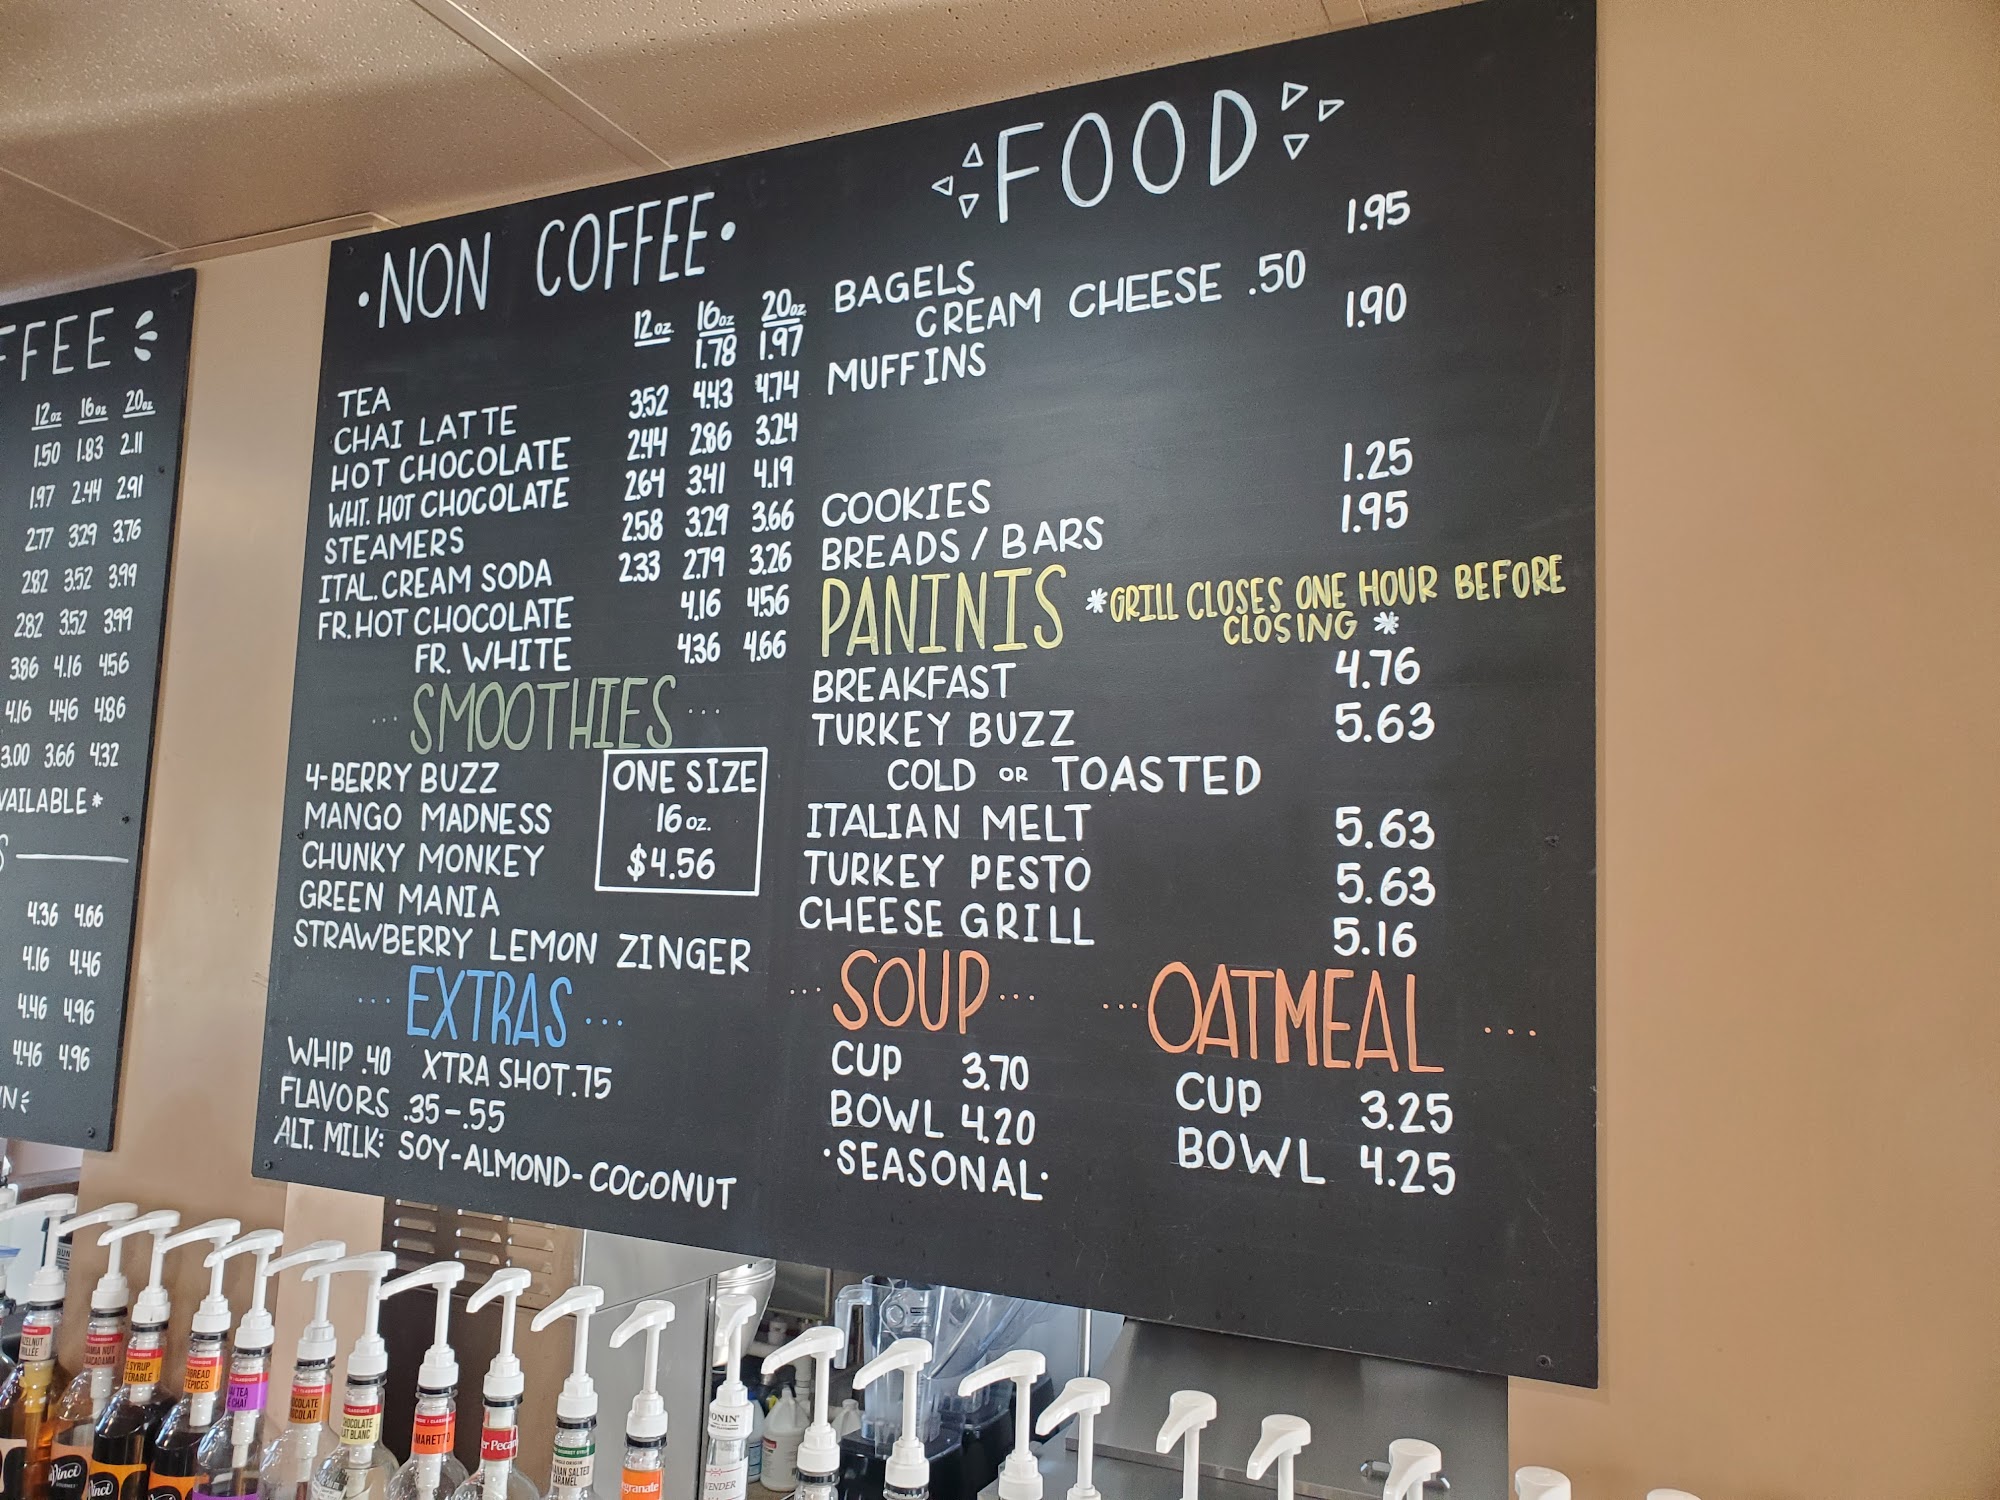 FFEE
12oz 16oz 20oz
1.50 1.83 2.11
1.97 2.44 2.91
2.77 3.29 3.76
2.82 3.52 3.99
2.82 3.52 3.99
3.86 4.16 4.56
4.16 4.46 4.86
3.00 3.66 4.32
VAILABLE*
S
4.36 4.66
4.16 4.46
4.46 4.96
4.46 4.96
•NON COFFEE•
12oz 16oz 20oz
TEA 1.78 1.97
CHAI LATTE 3.52 4.43 4.74
HOT CHOCOLATE 2.44 2.86 3.24
WHT. HOT CHOCOLATE 2.64 3.41 4.19
STEAMERS 2.58 3.29 3.66
ITAL. CREAM SODA 2.33 2.79 3.26
FR. HOT CHOCOLATE 4.16 4.56
FR. WHITE 4.36 4.66
... SMOOTHIES ...
4-BERRY BUZZ
MANGO MADNESS
CHUNKY MONKEY
GREEN MANIA
STRAWBERRY LEMON ZINGER
ONE SIZE
16 oz.
$4.56
... EXTRAS ...
WHIP .40 XTRA SHOT .75
FLAVORS .35-.55
ALT. MILK: SOY-ALMOND-COCONUT
FOOD
BAGELS 1.95
CREAM CHEESE .50
MUFFINS 1.90
COOKIES 1.25
BREADS / BARS 1.95
PANINIS *GRILL CLOSES ONE HOUR BEFORE
CLOSING *
BREAKFAST 4.76
TURKEY BUZZ 5.63
COLD OR TOASTED
ITALIAN MELT 5.63
TURKEY PESTO 5.63
CHEESE GRILL 5.16
... SOUP ...
CUP 3.70
BOWL 4.20
•SEASONAL•
... OATMEAL ...
CUP 3.25
BOWL 4.25